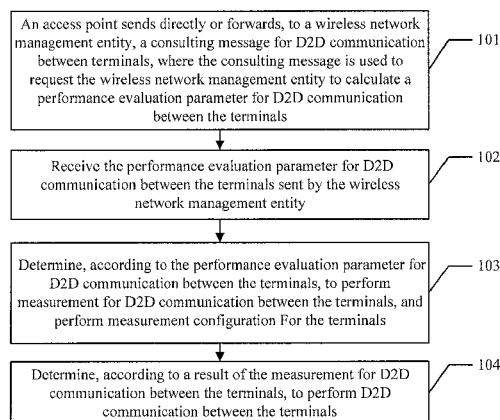 An access point sends directly or forwards, to a wireless network
management entity, a consulting message for D2D communication
between terminals, where the consulting message is used to
request the wireless network management entity to calculate a
performance evaluation parameter for D2D communication
between the terminals
101
Receive the performance evaluation parameter for D2D
communication between the terminals sent by the wireless
network management entity
102
Determine, according to the performance evaluation parameter for
D2D communication between the terminals, to perform
measurement for D2D communication between the terminals, and
perform measurement configuration For the terminals
103
Determine, according to a result of the measurement for D2D
communication between the terminals, to perform D2D
communication between the terminals
104